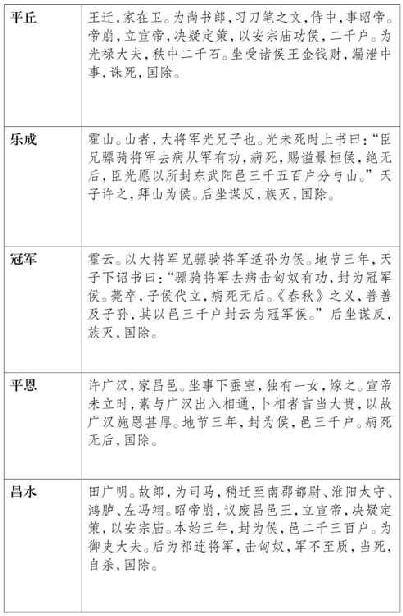 平丘
王迁,家在卫。为尚书郎,习刀笔之文,侍中,事昭帝。
帝崩,立宣帝,决疑定策,以安宗庙功侯,二千户。为
光禄大夫,秩中二千石。坐受诸侯王金钱财,漏泄中
事,诛死,国除。
乐成
霍山。山者,大将军光兄子也。光未死时上书曰:“臣
兄骠骑将军去病从军有功,病死,赐谥景桓侯,绝无
后,臣光愿以所封东武阳邑三千五百户分与山。”天
子许之,拜山为侯。后坐谋反,族灭,国除。
冠军
霍云。以大将军兄骠骑将军适孙为侯。地节三年,天
子下诏书曰:“骠骑将军去病击匈奴有功,封为冠军
侯。薨卒,子侯代立,病死无后。《春秋》之义,善善
及子孙,其以邑三千户封云为冠军侯。”后坐谋反,
族灭,国除。
平恩
许广汉,家昌邑。坐事下蚕室,独有一女,嫁之。宣帝
未立时,素与广汉出入相通,卜相者言当大贵,以故
广汉施恩甚厚。地节三年,封为侯,邑三千户。病死
无后,国除。
昌水
田广明。故郎,为司马,稍迁至南郡都尉、淮阳太守、
鸿胪、左冯翊。昭帝崩,议废昌邑王,立宣帝,决疑定
策,以安宗庙。本始三年,封为侯,邑二千三百户。为
御史大夫。后为祁连将军,击匈奴,军不至质,当死,
自杀,国除。